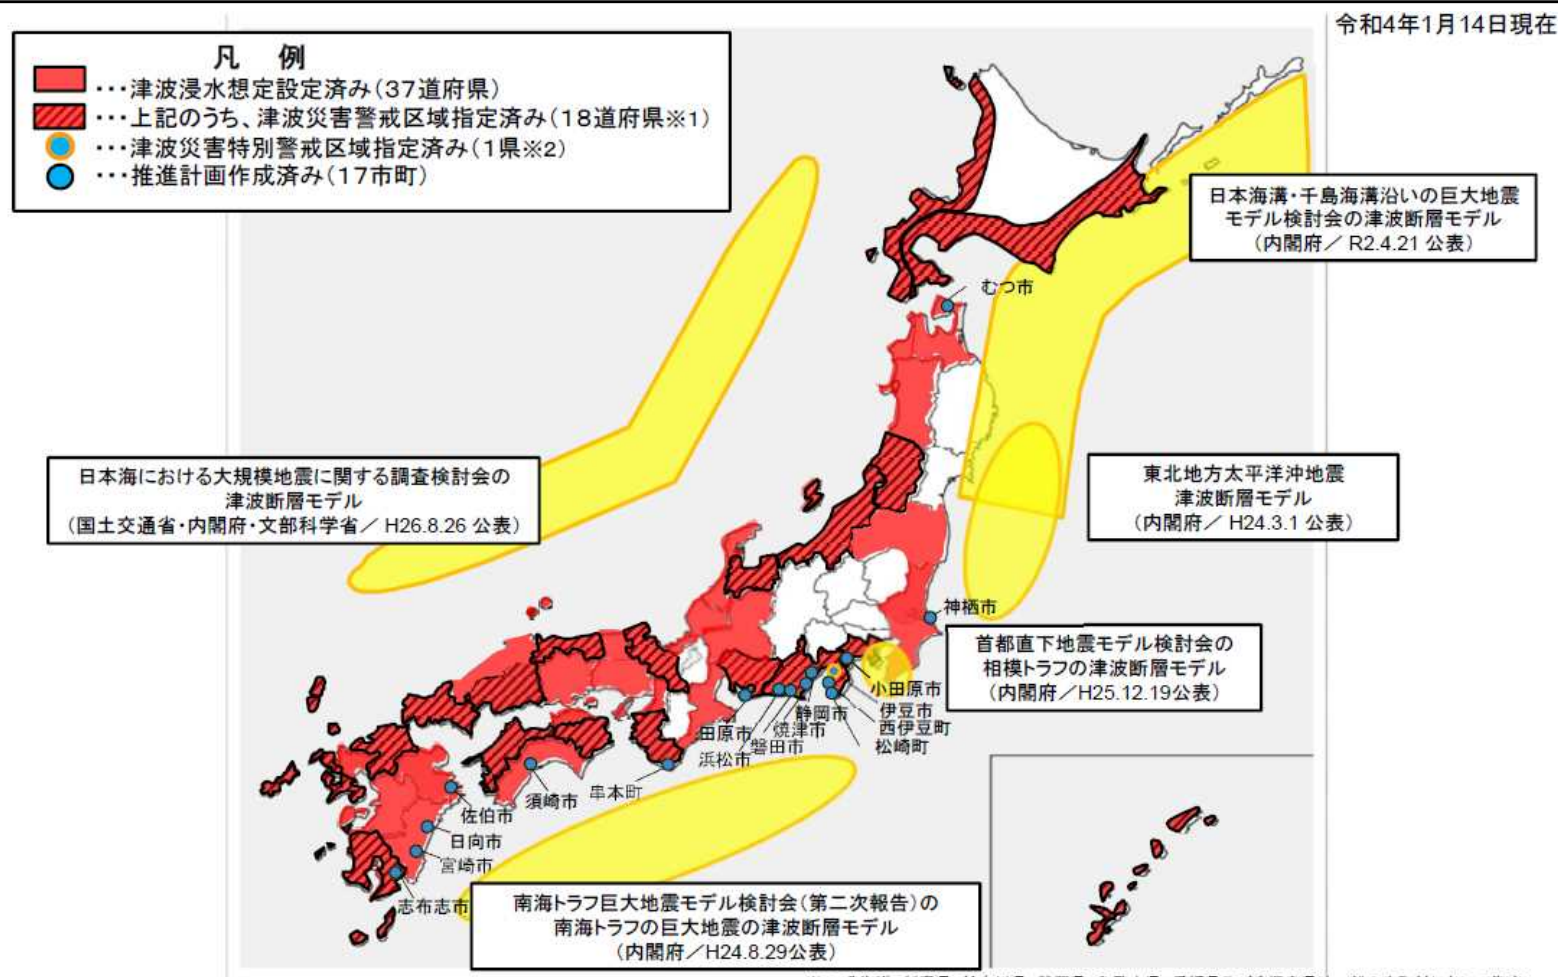 令和4年1月14日現在
凡 例
･･･津波浸水想定設定済み(37道府県)
･･･上記のうち、津波災害警戒区域指定済み(18道府県※1)
･･･津波災害特別警戒区域指定済み(1県※2)
･･･推進計画作成済み(17市町)
日本海溝・千島海溝沿いの巨大地震
モデル検討会の津波断層モデル
(内閣府/ R2.4.21 公表)
むつ市
日本海における大規模地震に関する調査検討会の
津波断層モデル
(国土交通省・内閣府・文部科学省/ H26.8.26 公表)
東北地方太平洋沖地震
津波断層モデル
(内閣府/ H24.3.1 公表)
神栖市
首都直下地震モデル検討会の
相模トラフの津波断層モデル
(内閣府/H25.12.19公表)
小田原市
伊豆市
西伊豆町
松崎町
静岡市
焼津市
磐田市
田原市
浜松市
串本町
須崎市
佐伯市
日向市
宮崎市
志布志市
南海トラフ巨大地震モデル検討会(第二次報告)の
南海トラフの巨大地震の津波断層モデル
(内閣府/H24.8.29公表)